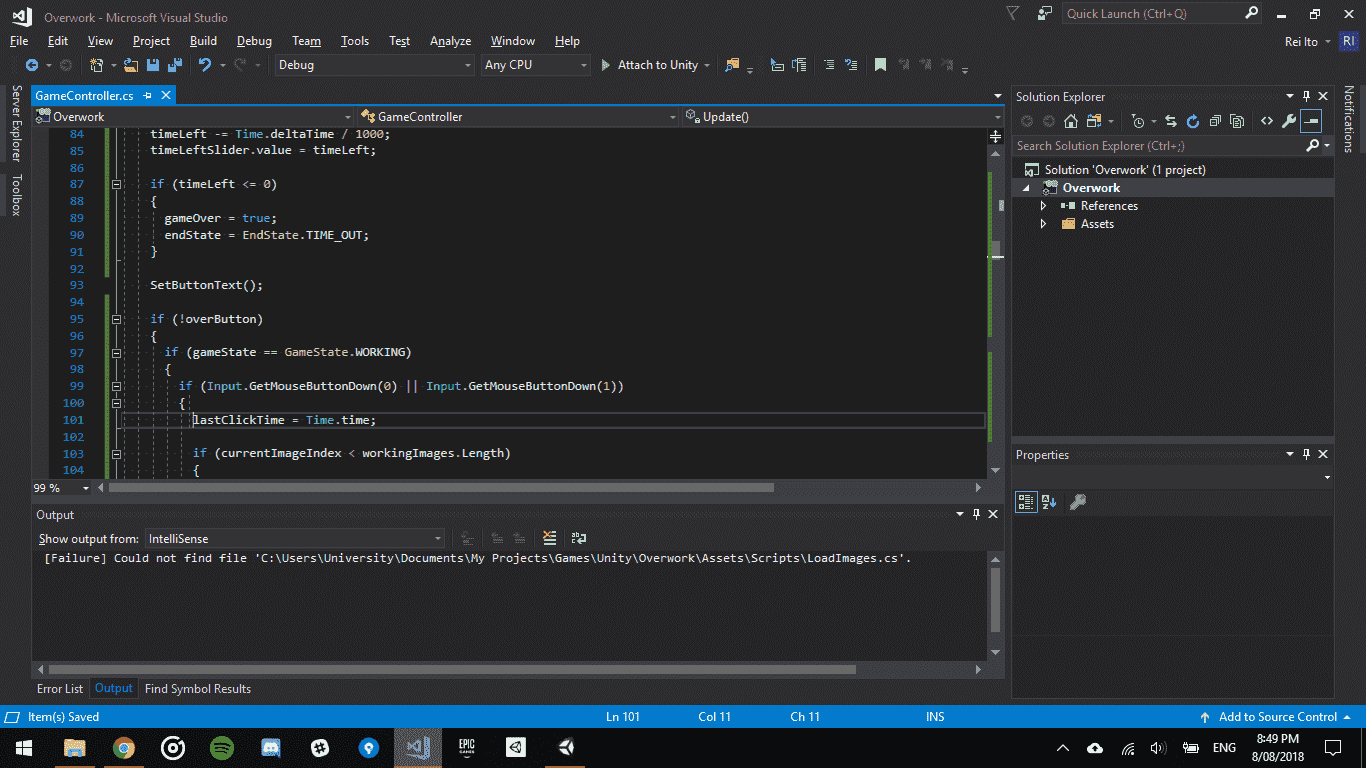 Overwork - Microsoft Visual Studio
Quick Launch (Ctrl+Q)
File Edit View Project Build Debug Team Tools Test Analyze Window Help
Rei Ito RI
Debug Any CPU Attach to Unity
Server Explorer
Toolbox
GameController.cs
Overwork GameController Update()
84 timeLeft -= Time.deltaTime / 1000;
85 timeLeftSlider.value = timeLeft;
86
87 if (timeLeft <= 0)
88 {
89 gameOver = true;
90 endState = EndState.TIME_OUT;
91 }
92
93 SetButtonText();
94
95 if (!overButton)
96 {
97 if (gameState == GameState.WORKING)
98 {
99 if (Input.GetMouseButtonDown(0) || Input.GetMouseButtonDown(1))
100 {
101 lastClickTime = Time.time;
102
103 if (currentImageIndex < workingImages.Length)
104 {
99 %
Output
Show output from: IntelliSense
[Failure] Could not find file 'C:\Users\University\Documents\My Projects\Games\Unity\Overwork\Assets\Scripts\LoadImages.cs'.
Error List Output Find Symbol Results
Solution Explorer
Search Solution Explorer (Ctrl+;)
Solution 'Overwork' (1 project)
Overwork
References
Assets
Properties
Notifications
Item(s) Saved Ln 101 Col 11 Ch 11 INS Add to Source Control
EPIC
GAMES
ENG
8:49 PM
8/08/2018